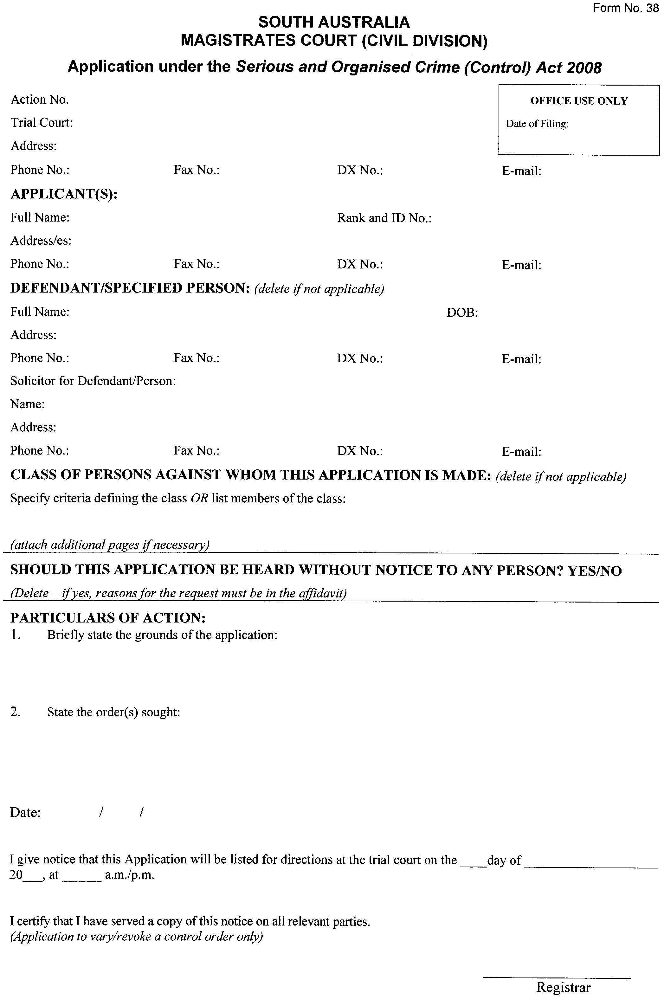 Form No. 38
SOUTH AUSTRALIA
MAGISTRATES COURT (CIVIL DIVISION)
Application under the Serious and Organised Crime (Control) Act 2008
Action No.
OFFICE USE ONLY
Trial Court:
Date of Filing:
Address:
Phone No.: Fax No.: DX No.: E-mail:
APPLICANT(S):
Full Name: Rank and ID No.:
Address/es:
Phone No.: Fax No.: DX No.: E-mail:
DEFENDANT/SPECIFIED PERSON: (delete if not applicable)
Full Name: DOB:
Address:
Phone No.: Fax No.: DX No.: E-mail:
Solicitor for Defendant/Person:
Name:
Address:
Phone No.: Fax No.: DX No.: E-mail:
CLASS OF PERSONS AGAINST WHOM THIS APPLICATION IS MADE: (delete if not applicable)
Specify criteria defining the class OR list members of the class:
(attach additional pages if necessary)
SHOULD THIS APPLICATION BE HEARD WITHOUT NOTICE TO ANY PERSON? YES/NO
(Delete – if yes, reasons for the request must be in the affidavit)
PARTICULARS OF ACTION:
1. Briefly state the grounds of the application:
2. State the order(s) sought:
Date: / /
I give notice that this Application will be listed for directions at the trial court on the ____day of ____________________
20___, at ______ a.m./p.m.
I certify that I have served a copy of this notice on all relevant parties.
(Application to vary/revoke a control order only)
Registrar